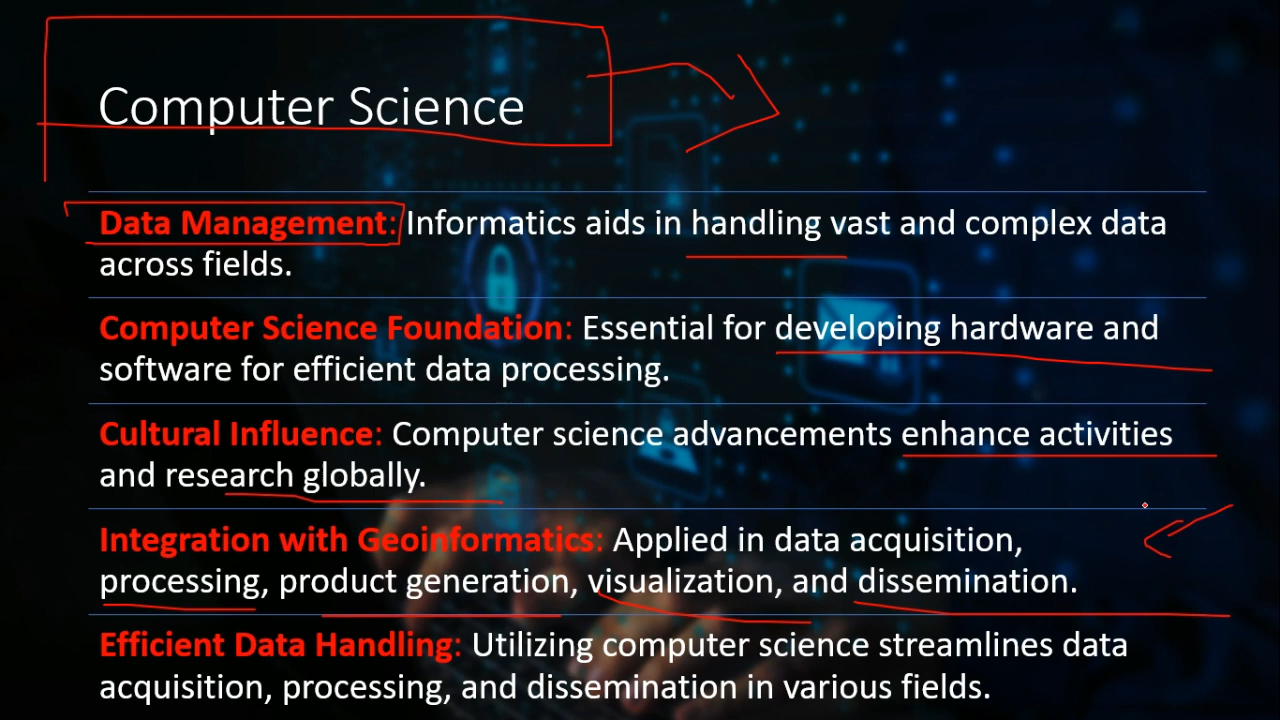 Computer Science
Data Management: Informatics aids in handling vast and complex data
across fields.
Computer Science Foundation: Essential for developing hardware and
software for efficient data processing.
Cultural Influence: Computer science advancements enhance activities
and research globally.
Integration with Geoinformatics: Applied in data acquisition,
processing, product generation, visualization, and dissemination.
Efficient Data Handling: Utilizing computer science streamlines data
acquisition, processing, and dissemination in various fields.